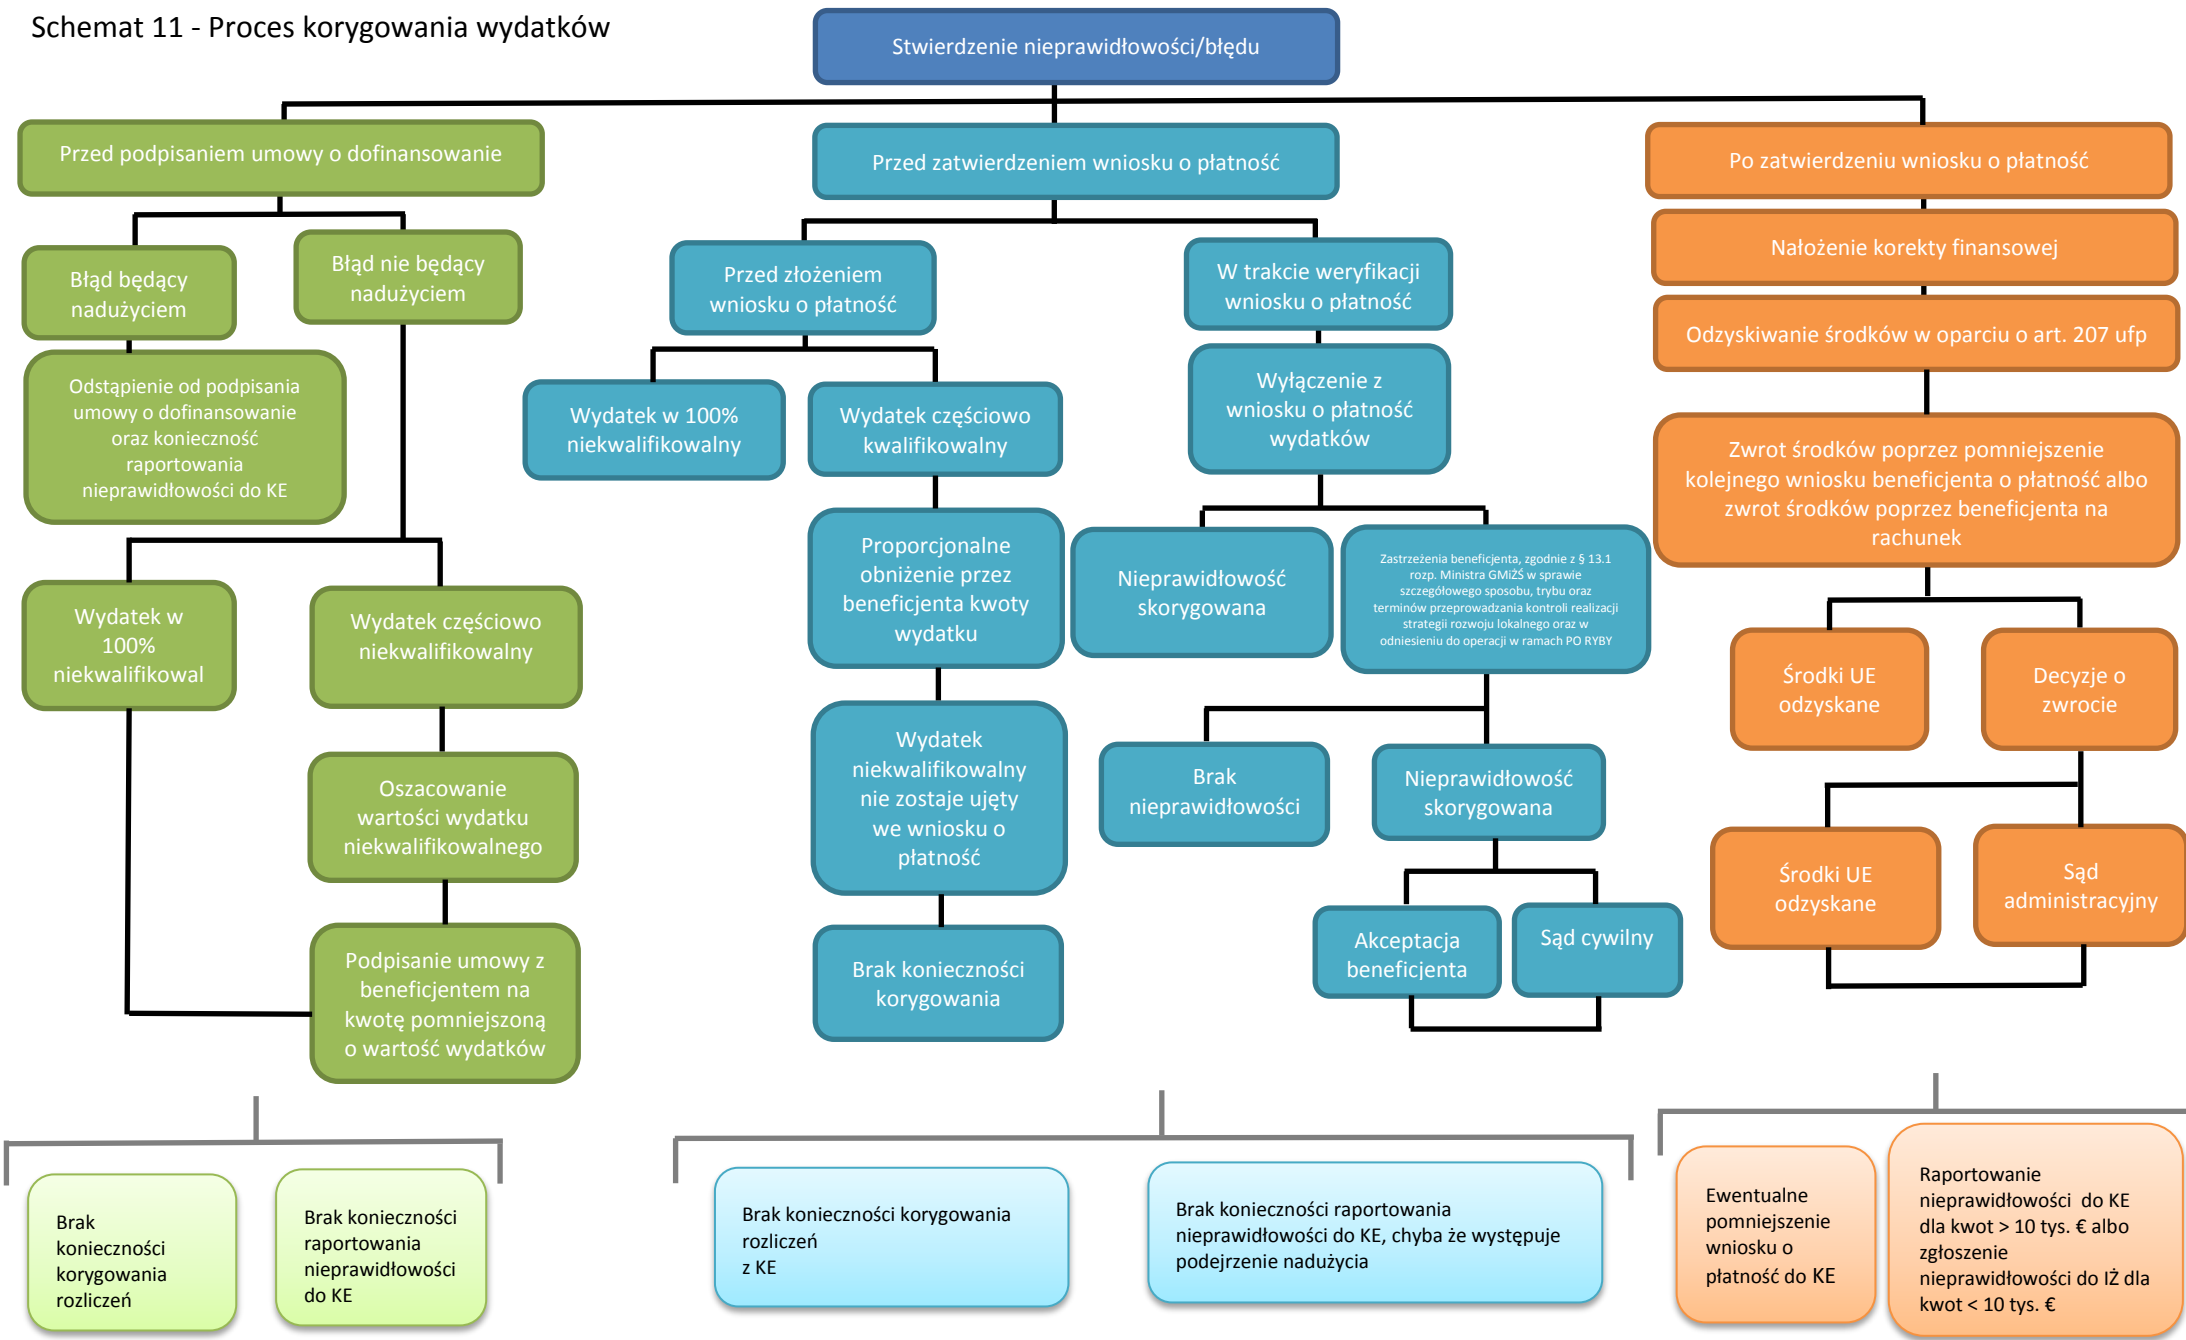 Schemat 11 - Proces korygowania wydatków
Stwierdzenie nieprawidłowości/błędu
Przed podpisaniem umowy o dofinansowanie
Błąd będący
nadużyciem
Błąd nie będący
nadużyciem
Odstąpienie od podpisania
umowy o dofinansowanie
oraz konieczność
raportowania
nieprawidłowości do KE
Wydatek w
100%
niekwalifikowal
Wydatek częściowo
niekwalifikowalny
Oszacowanie
wartości wydatku
niekwalifikowalnego
Podpisanie umowy z
beneficjentem na
kwotę pomniejszoną
o wartość wydatków
Przed zatwierdzeniem wniosku o płatność
Przed złożeniem
wniosku o płatność
W trakcie weryfikacji
wniosku o płatność
Wydatek w 100%
niekwalifikowalny
Wydatek częściowo
kwalifikowalny
Wyłączenie z
wniosku o płatność
wydatków
Proporcjonalne
obniżenie przez
beneficjenta kwoty
wydatku
Nieprawidłowość
skorygowana
Zastrzeżenia beneficjenta, zgodnie z § 13.1
rozp. Ministra GMiŻŚ w sprawie
szczegółowego sposobu, trybu oraz
terminów przeprowadzania kontroli realizacji
strategii rozwoju lokalnego oraz w
odniesieniu do operacji w ramach PO RYBY
Wydatek
niekwalifikowalny
nie zostaje ujęty
we wniosku o
płatność
Brak
nieprawidłowości
Nieprawidłowość
skorygowana
Brak konieczności
korygowania
Akceptacja
beneficjenta
Sąd cywilny
Po zatwierdzeniu wniosku o płatność
Nałożenie korekty finansowej
Odzyskiwanie środków w oparciu o art. 207 ufp
Zwrot środków poprzez pomniejszenie
kolejnego wniosku beneficjenta o płatność albo
zwrot środków poprzez beneficjenta na
rachunek
Środki UE
odzyskane
Decyzje o
zwrocie
Środki UE
odzyskane
Sąd
administracyjny
Brak
konieczności
korygowania
rozliczeń
Brak konieczności
raportowania
nieprawidłowości
do KE
Brak konieczności korygowania
rozliczeń
z KE
Brak konieczności raportowania
nieprawidłowości do KE, chyba że występuje
podejrzenie nadużycia
Ewentualne
pomniejszenie
wniosku o
płatność do KE
Raportowanie
nieprawidłowości do KE
dla kwot > 10 tys. € albo
zgłoszenie
nieprawidłowości do IŻ dla
kwot < 10 tys. €